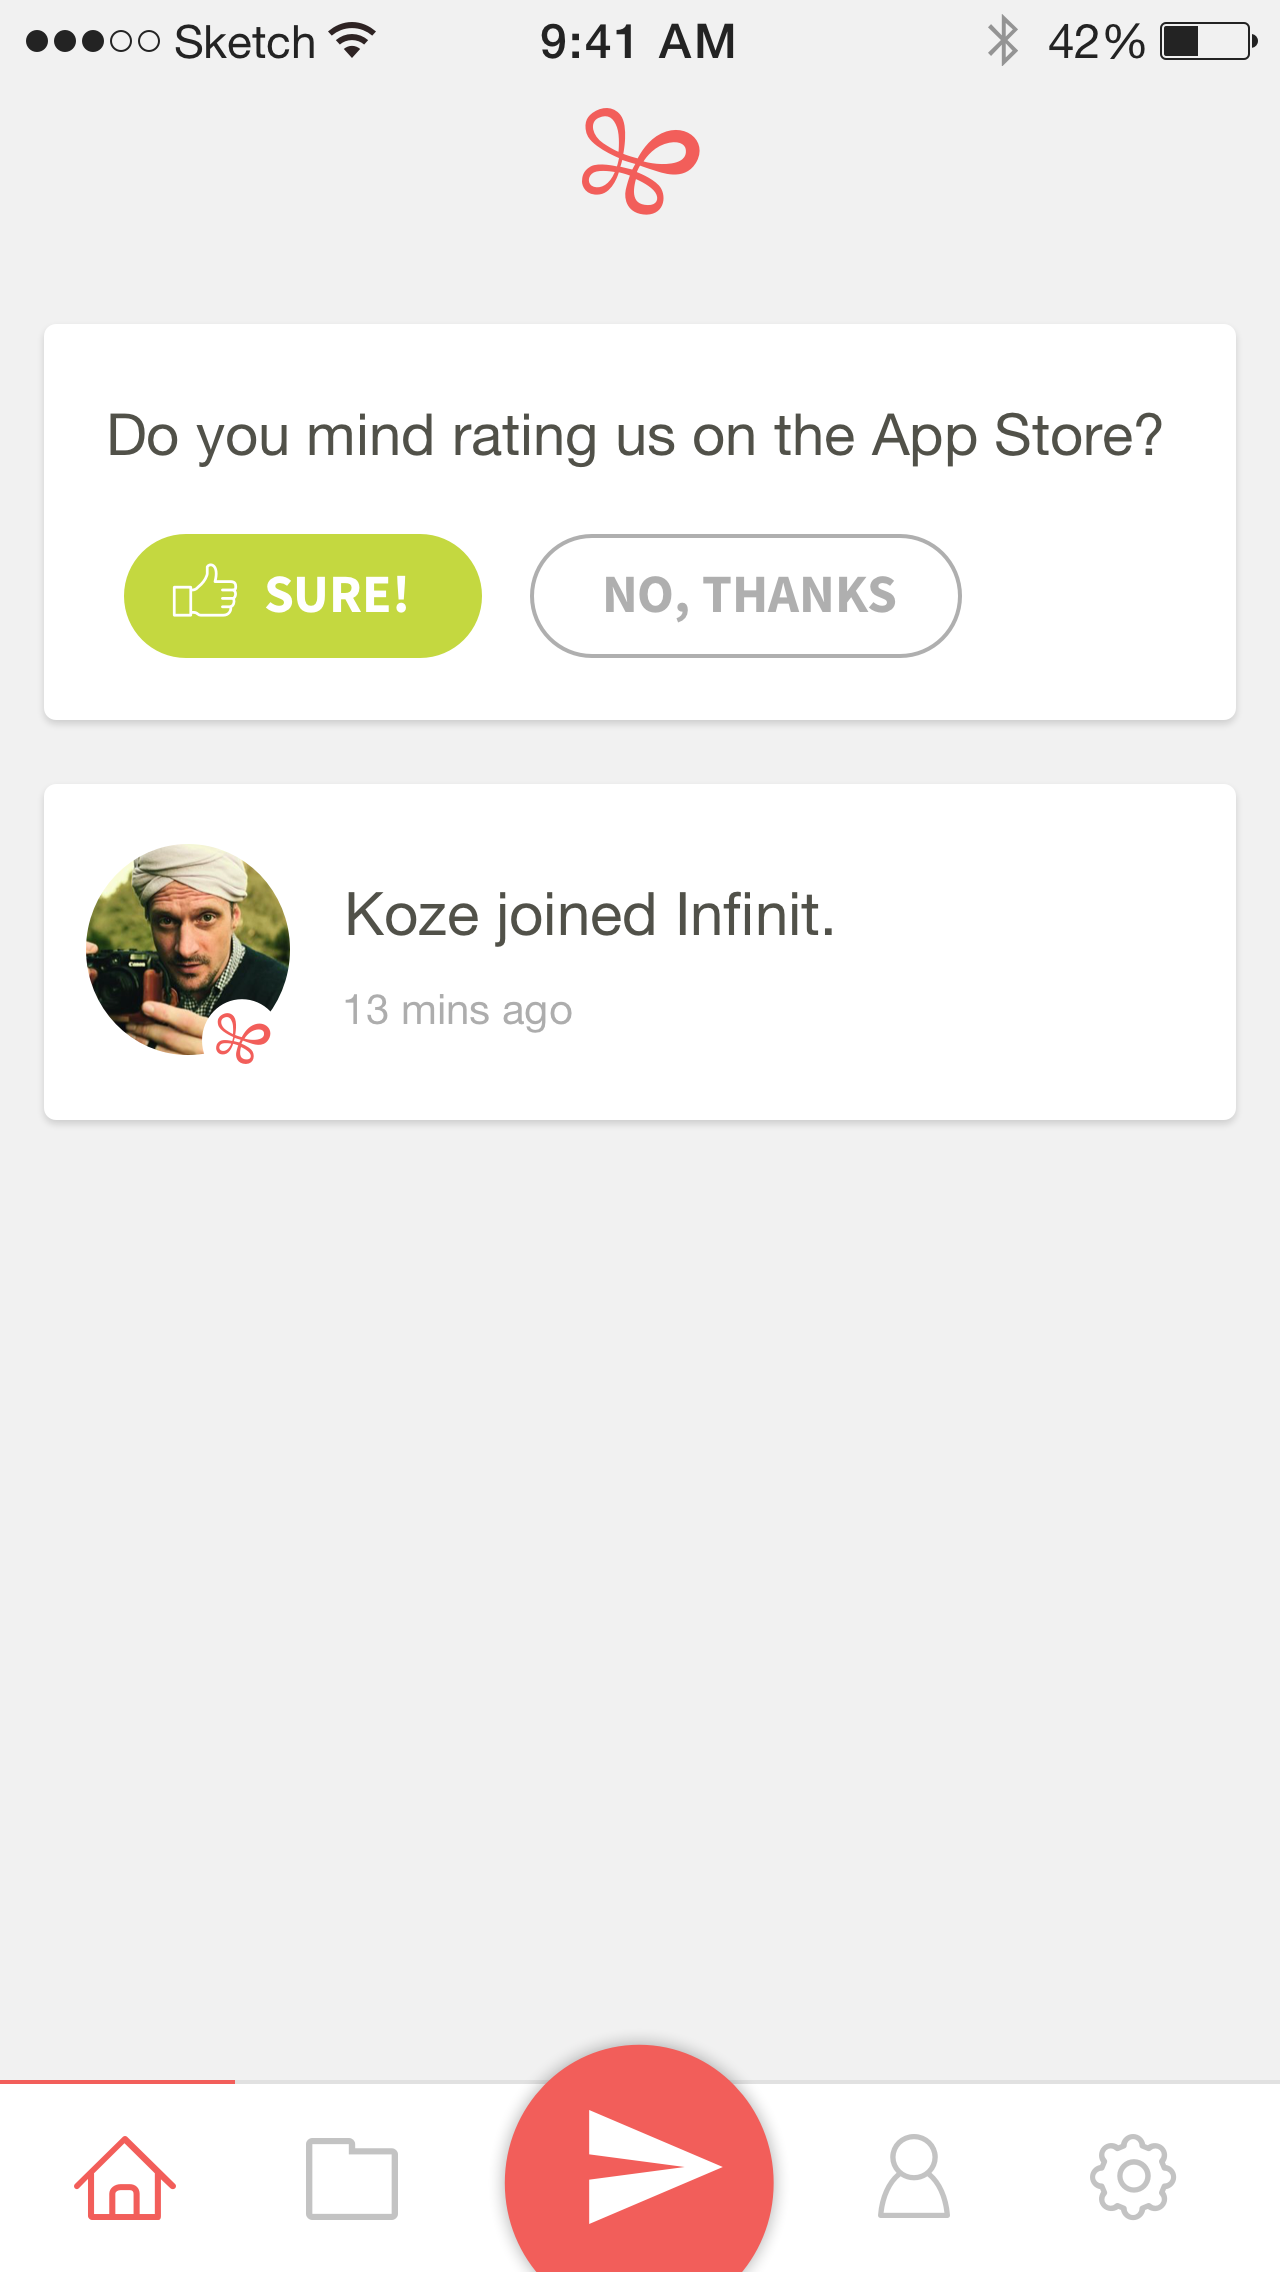 Sketch 9:41 AM 42%
Do you mind rating us on the App Store?
SURE! NO, THANKS
Koze joined Infinit.
13 mins ago